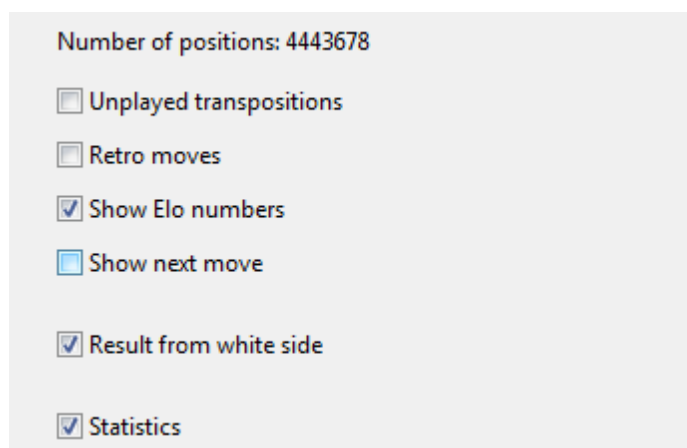 Number of positions: 4443678
Unplayed transpositions
Retro moves
Show Elo numbers
Show next move
Result from white side
Statistics